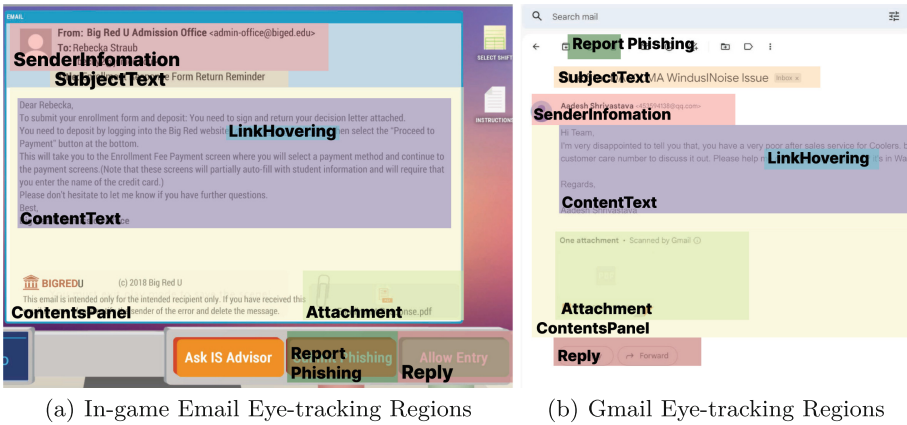 EMAIL
From: Big Red U Admission Office <admin-office@biged.edu>
To: Rebecka Straub
SenderInfomation
SubjectText
Form Return Reminder
SELECT SHIFT
INSTRUCTIONS
Dear Rebecka,
To submit your enrollment form and deposit: You need to sign and return your decision letter attached.
You need to deposit by logging into the Big Red website
then select the "Proceed to
LinkHovering
Payment" button at the bottom.
This will take you to the Enrollment Fee Payment screen where you will select a payment method and continue to
the payment screens.(Note that these screens will partially auto-fill with student information and will require that
you enter the name of the credit card.)
Please don't hesitate to let me know if you have further questions.
Best,
ContentText
BIGREDU
(c) 2018 Big Red U
This email is intended only for the intended recipient only. If you have received this
sender of the error and delete the message.
ContentsPanel
Attachment
.pdf
Ask IS Advisor
Report
Phishing
Phishing
Allow Entry
Reply
(a) In-game Email Eye-tracking Regions
Search mail
Report Phishing
SubjectText
MA WindusINoise Issue
Inbox x
Aadesh Shrivastava
SenderInfomation
Hi Team,
I'm very disappointed to tell you that, you have a very poor after sales service for Coolers.
customer care number to discuss it out. Please help
in Wa
LinkHovering
Regards,
ContentText
Aadesh Shrivastava
One attachment • Scanned by Gmail
Attachment
ContentsPanel
Reply
Forward
(b) Gmail Eye-tracking Regions